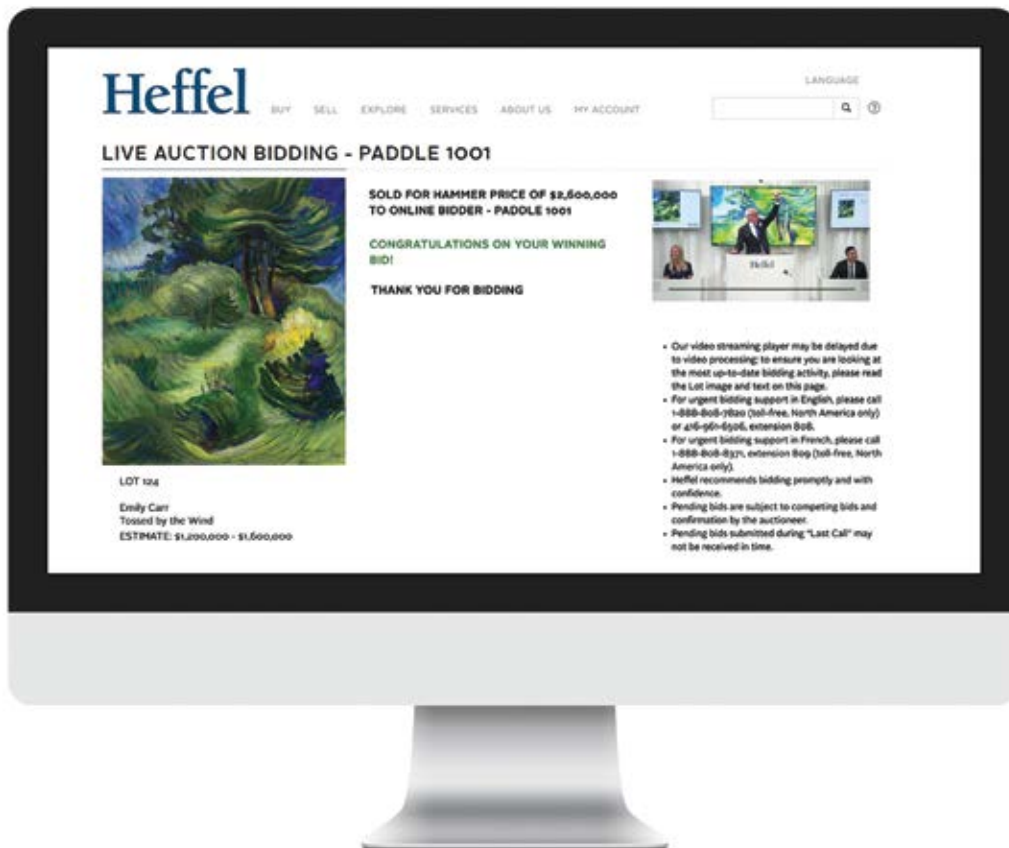 Heffel
BUY SELL EXPLORE SERVICES ABOUT US MY ACCOUNT
LANGUAGE
LIVE AUCTION BIDDING - PADDLE 1001
SOLD FOR HAMMER PRICE OF $2,600,000
TO ONLINE BIDDER - PADDLE 1001
CONGRATULATIONS ON YOUR WINNING
BID!
THANK YOU FOR BIDDING
Heffel
LOT 124
Emily Carr
Tossed by the Wind
ESTIMATE: $1,200,000 - $1,600,000
• Our video streaming player may be delayed due
to video processing; to ensure you are looking at
the most up-to-date bidding activity, please read
the Lot image and text on this page.
• For urgent bidding support in English, please call
1-888-808-7820 (toll-free, North America only)
or 416-961-6506, extension 808.
• For urgent bidding support in French, please call
1-888-808-8371, extension 809 (toll-free, North
America only).
• Heffel recommends bidding promptly and with
confidence.
• Pending bids are subject to competing bids and
confirmation by the auctioneer.
• Pending bids submitted during "Last Call" may
not be received in time.